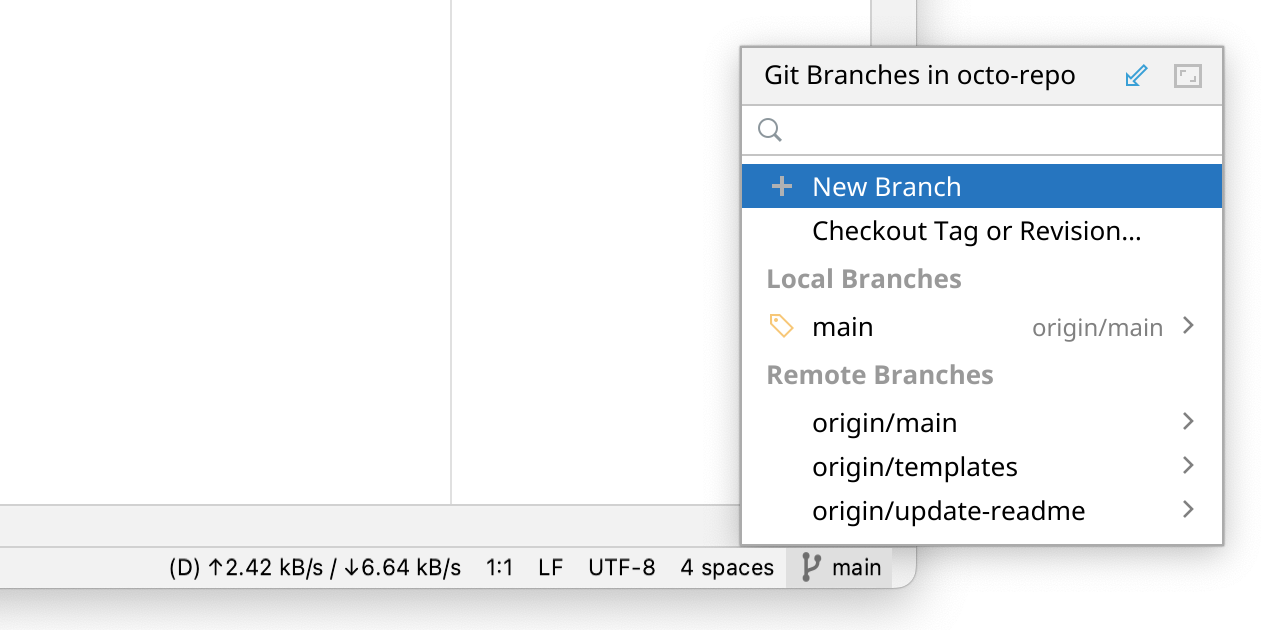 Git Branches in octo-repo
New Branch
Checkout Tag or Revision...
Local Branches
main origin/main
Remote Branches
origin/main
origin/templates
origin/update-readme
(D) ↑2.42 kB/s / ↓6.64 kB/s 1:1 LF UTF-8 4 spaces main